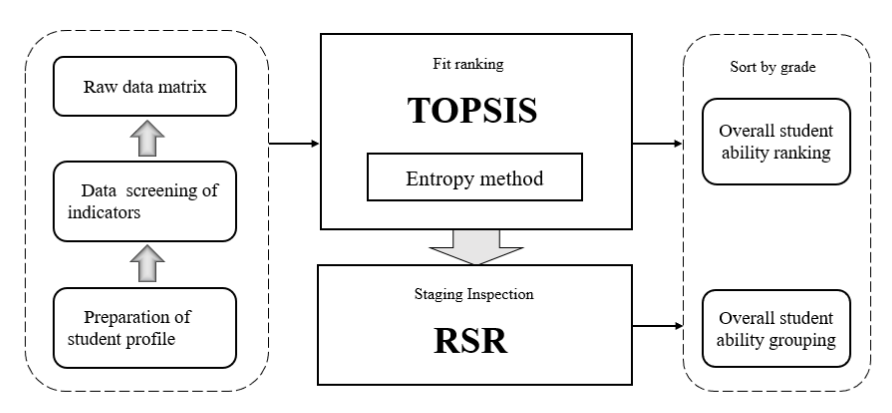 Raw data matrix
Data screening of
indicators
Preparation of
student profile
Fit ranking
TOPSIS
Entropy method
Staging Inspection
RSR
Sort by grade
Overall student
ability ranking
Overall student
ability grouping